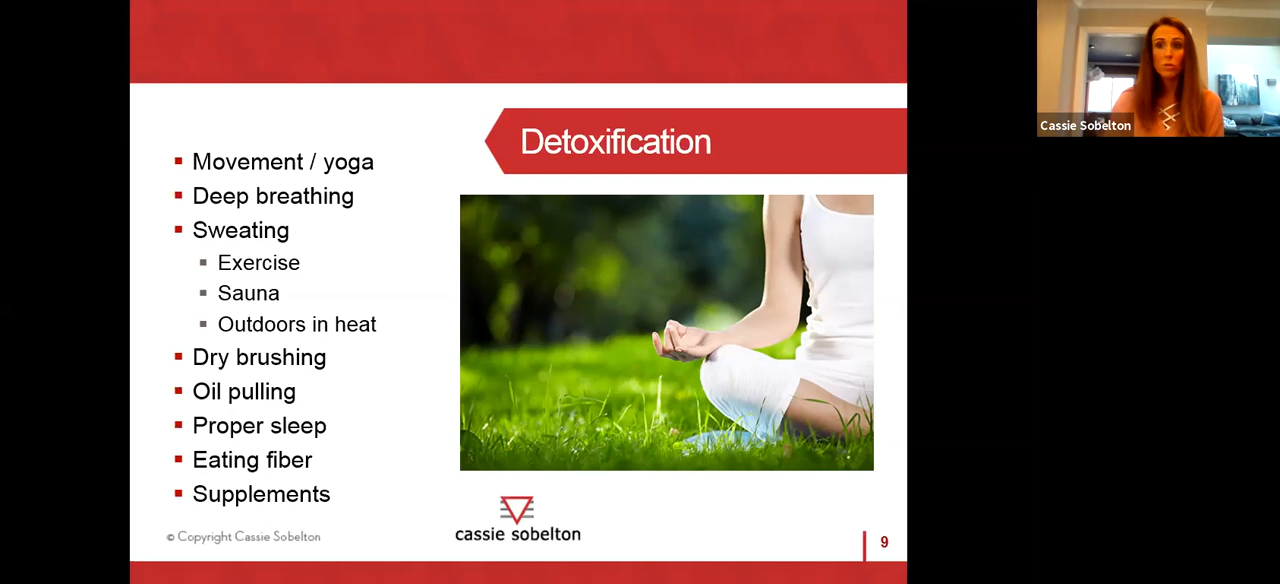 Detoxification
Movement / yoga
Deep breathing
Sweating
Exercise
Sauna
Outdoors in heat
Dry brushing
Oil pulling
Proper sleep
Eating fiber
Supplements
cassie sobelton
© Copyright Cassie Sobelton
9
Cassie Sobelton